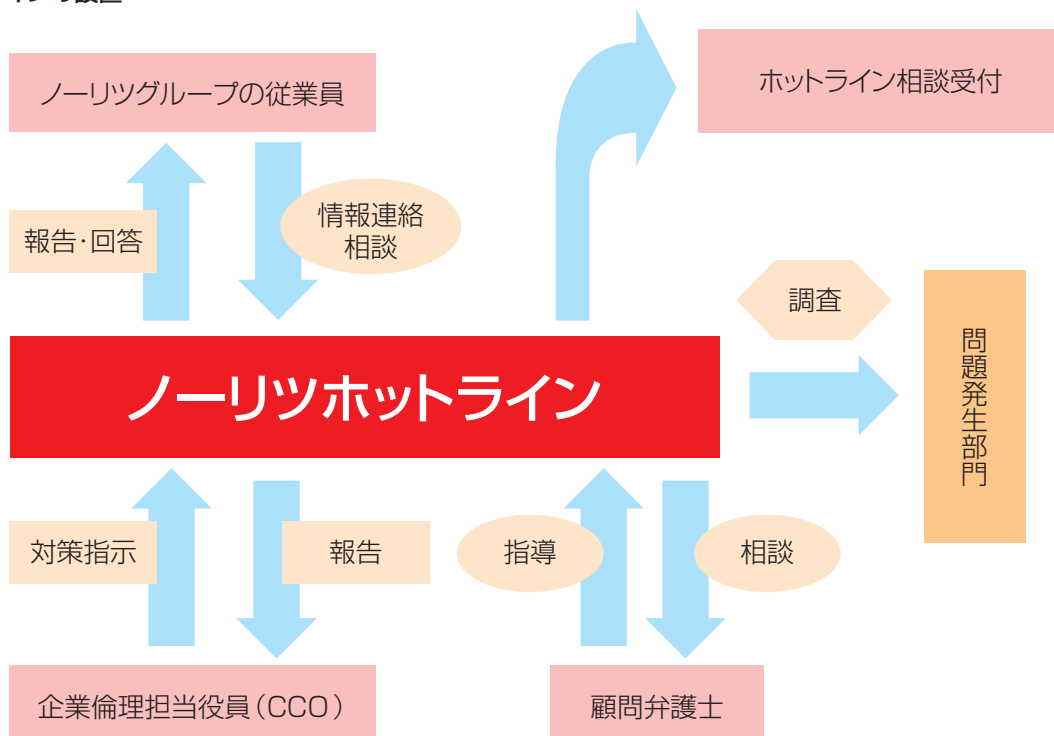 ノーリツグループの従業員
ホットライン相談受付
報告・回答
情報連絡
相談
調査
問題発生部門
ノーリツホットライン
対策指示
報告
指導
相談
企業倫理担当役員（CCO）
顧問弁護士